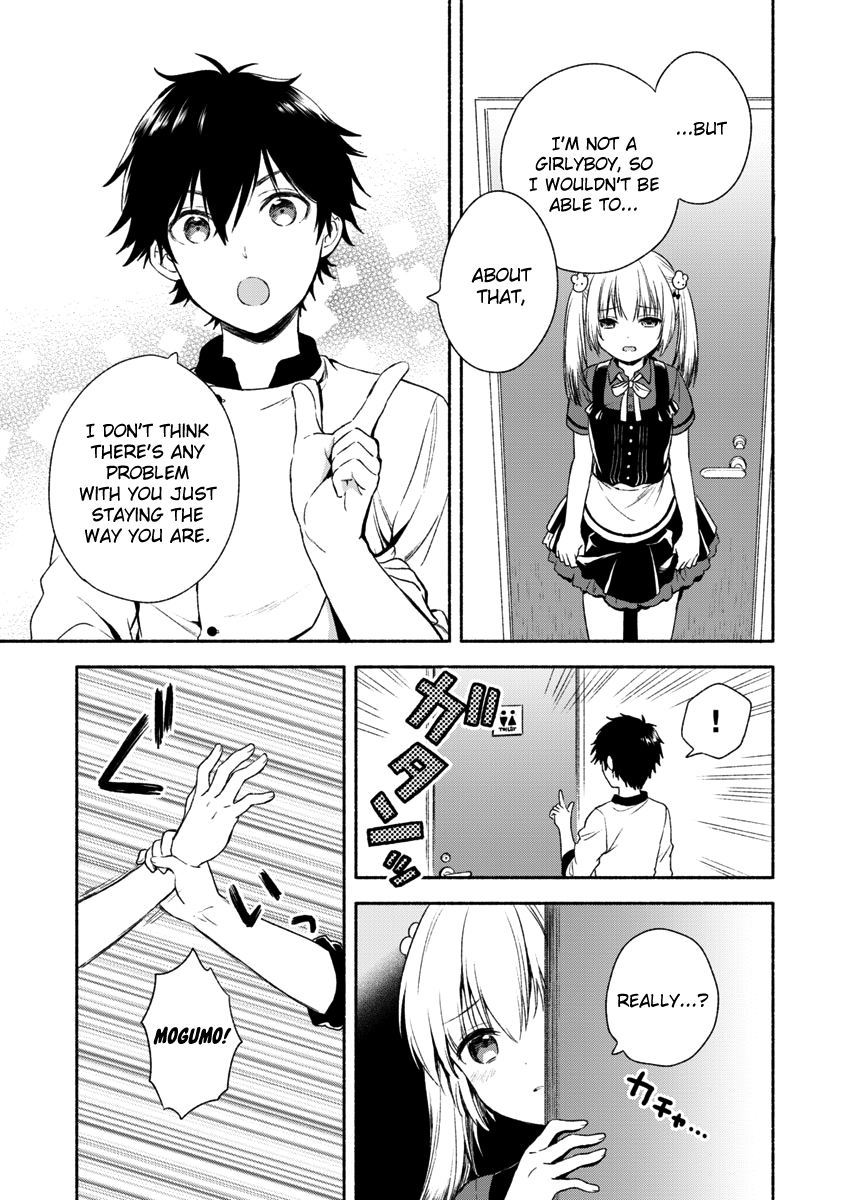 ...BUT
I'M NOT A
GIRLYBOY, SO
I WOULDN'T BE
ABLE TO...
ABOUT
THAT,
I DON'T THINK
THERE'S ANY
PROBLEM
WITH YOU JUST
STAYING THE
WAY YOU ARE.
!
ガタンッ
TOILET
REALLY...?
カチャ...
ぐいっ
MOGUMO!